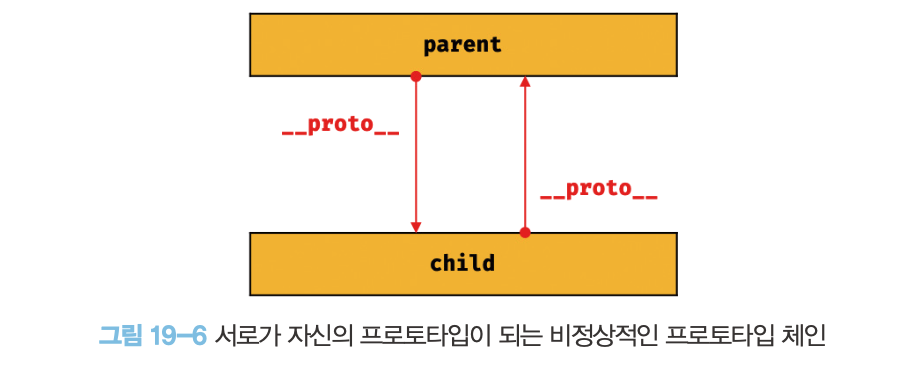 parent
__proto__
__proto__
child
그림 19-6 서로가 자신의 프로토타입이 되는 비정상적인 프로토타입 체인